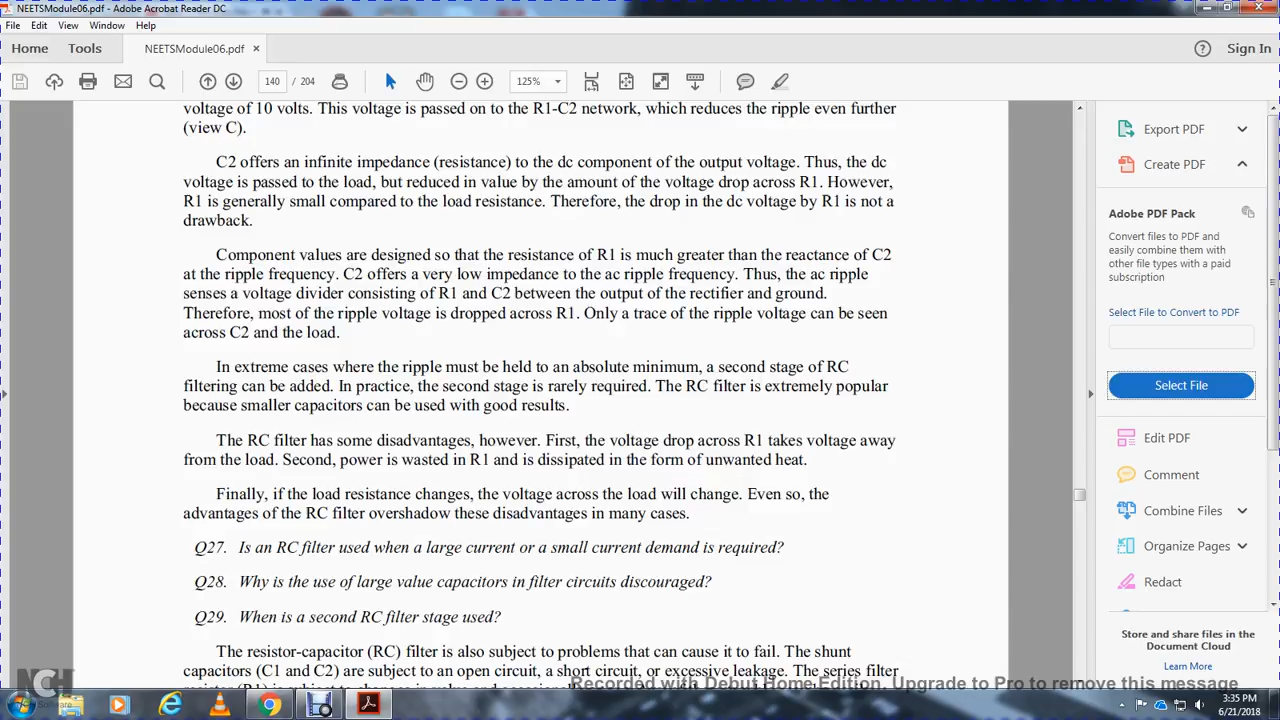 NEETSModule06.pdf - Adobe Acrobat Reader DC
File Edit View Window Help
Home Tools NEETSModule06.pdf × Sign In
140 / 204 125%
voltage of 10 volts. This voltage is passed on to the R1-C2 network, which reduces the ripple even further
(view C).
C2 offers an infinite impedance (resistance) to the dc component of the output voltage. Thus, the dc
voltage is passed to the load, but reduced in value by the amount of the voltage drop across R1. However,
R1 is generally small compared to the load resistance. Therefore, the drop in the dc voltage by R1 is not a
drawback.
Component values are designed so that the resistance of R1 is much greater than the reactance of C2
at the ripple frequency. C2 offers a very low impedance to the ac ripple frequency. Thus, the ac ripple
senses a voltage divider consisting of R1 and C2 between the output of the rectifier and ground.
Therefore, most of the ripple voltage is dropped across R1. Only a trace of the ripple voltage can be seen
across C2 and the load.
In extreme cases where the ripple must be held to an absolute minimum, a second stage of RC
filtering can be added. In practice, the second stage is rarely required. The RC filter is extremely popular
because smaller capacitors can be used with good results.
The RC filter has some disadvantages, however. First, the voltage drop across R1 takes voltage away
from the load. Second, power is wasted in R1 and is dissipated in the form of unwanted heat.
Finally, if the load resistance changes, the voltage across the load will change. Even so, the
advantages of the RC filter overshadow these disadvantages in many cases.
Q27. Is an RC filter used when a large current or a small current demand is required?
Q28. Why is the use of large value capacitors in filter circuits discouraged?
Q29. When is a second RC filter stage used?
The resistor-capacitor (RC) filter is also subject to problems that can cause it to fail. The shunt
capacitors (C1 and C2) are subject to an open circuit, a short circuit, or excessive leakage. The series filter
Export PDF
Create PDF
Adobe PDF Pack
Convert files to PDF and
easily combine them with
other file types with a paid
subscription
Select File to Convert to PDF
Select File
Edit PDF
Comment
Combine Files
Organize Pages
Redact
Store and share files in the
Document Cloud
Learn More
NCH Software
Recorded with Debut Home Edition. Upgrade to Pro to remove this message
3:35 PM
6/21/2018